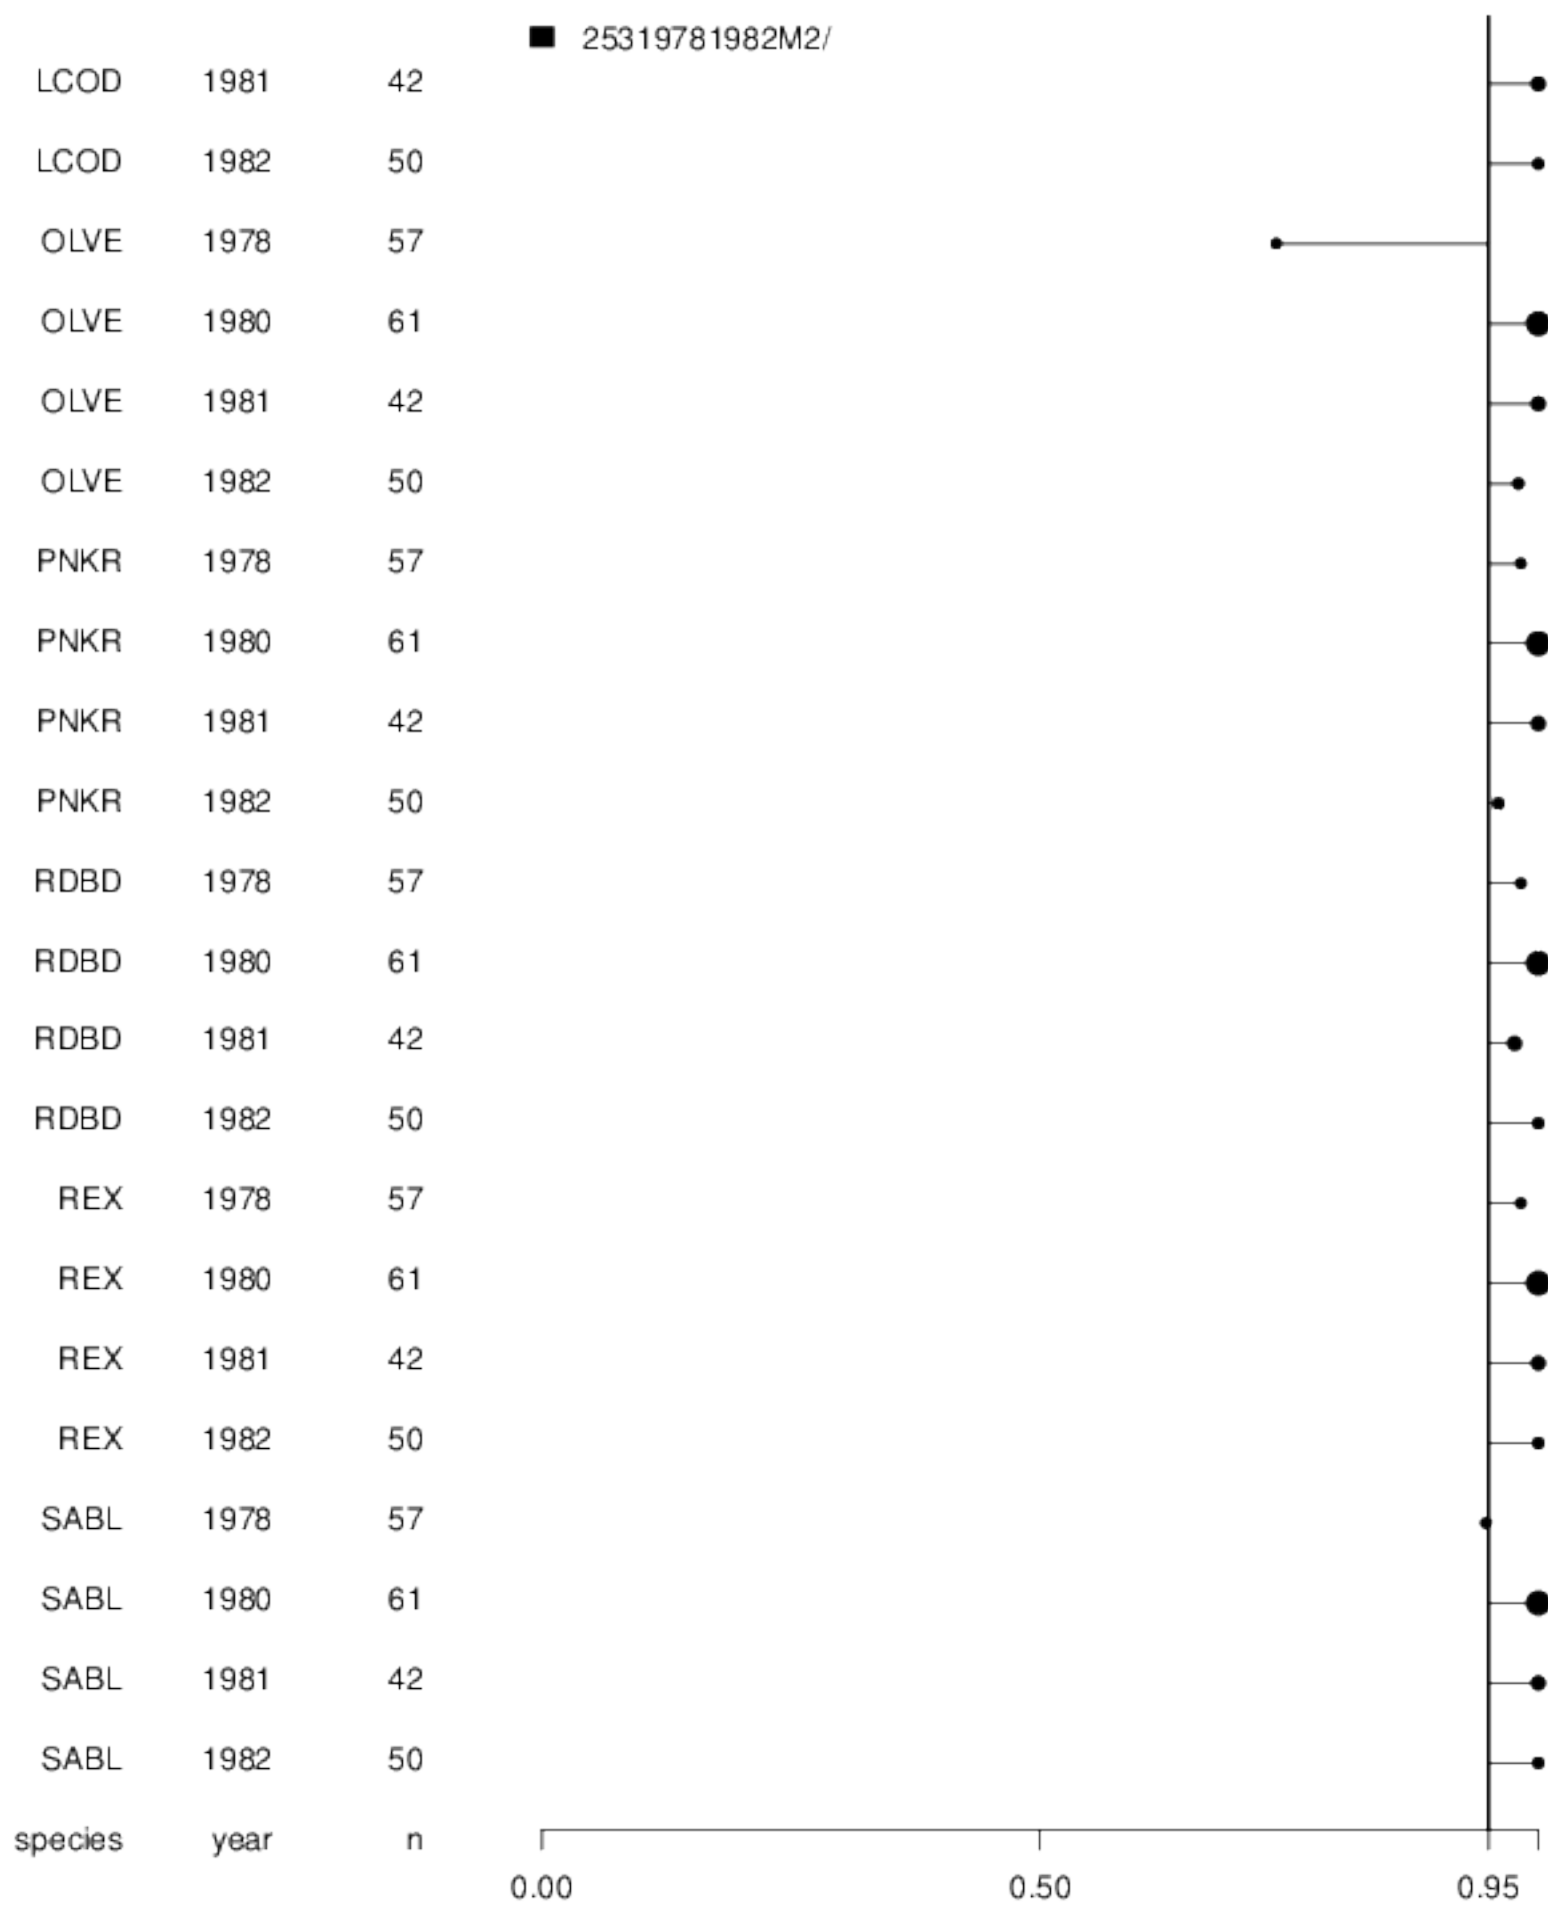 25319781982M2/
LCOD 1981 42
LCOD 1982 50
OLVE 1978 57
OLVE 1980 61
OLVE 1981 42
OLVE 1982 50
PNKR 1978 57
PNKR 1980 61
PNKR 1981 42
PNKR 1982 50
RDBD 1978 57
RDBD 1980 61
RDBD 1981 42
RDBD 1982 50
REX 1978 57
REX 1980 61
REX 1981 42
REX 1982 50
SABL 1978 57
SABL 1980 61
SABL 1981 42
SABL 1982 50
species year n
0.00 0.50 0.95